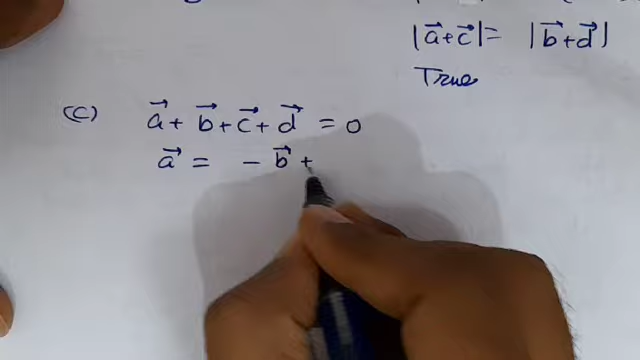 |a⃗+c⃗| = |b⃗+d⃗|
True
(C) a⃗ + b⃗ + c⃗ + d⃗ = 0
a⃗ = - b⃗ +